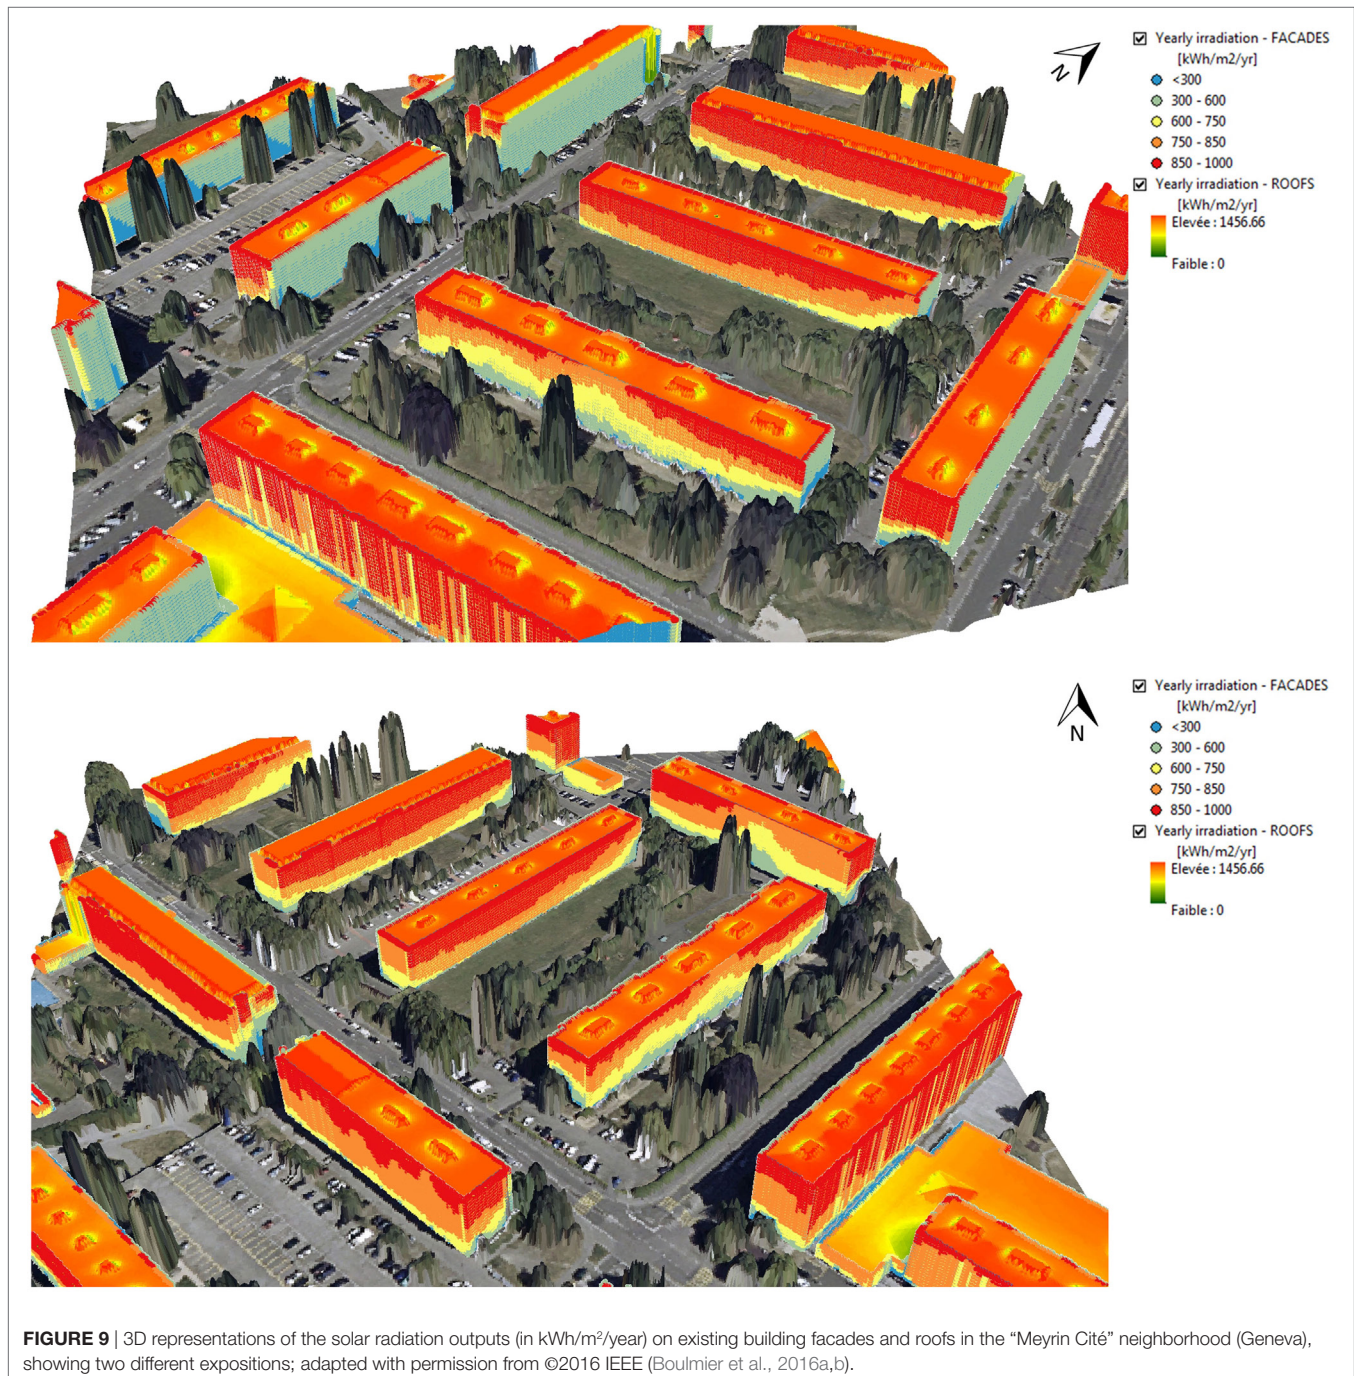 Yearly irradiation - FACADES
[kWh/m2/yr]
<300
300 - 600
600 - 750
750 - 850
850 - 1000
Yearly irradiation - ROOFS
[kWh/m2/yr]
Elevée : 1456.66
Faible : 0
N
Yearly irradiation - FACADES
[kWh/m2/yr]
<300
300 - 600
600 - 750
750 - 850
850 - 1000
Yearly irradiation - ROOFS
[kWh/m2/yr]
Elevée : 1456.66
Faible : 0
N
FIGURE 9 | 3D representations of the solar radiation outputs (in kWh/m²/year) on existing building facades and roofs in the “Meyrin Cité” neighborhood (Geneva),
showing two different expositions; adapted with permission from ©2016 IEEE (Boulmier et al., 2016a,b).